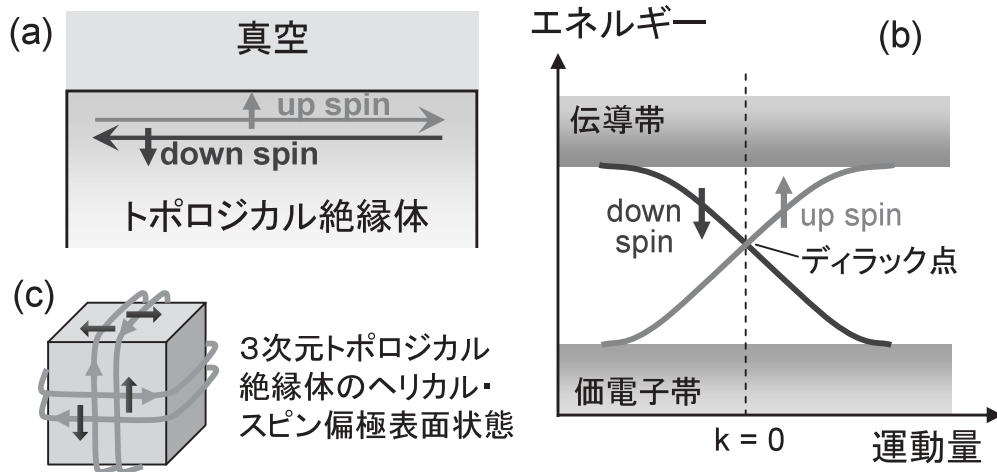 (a)
真空
up spin
down spin
トポロジカル絶縁体
(b)
エネルギー
伝導帯
down
spin
up spin
ディラック点
価電子帯
k = 0
運動量
(c)
３次元トポロジカル
絶縁体のヘリカル・
スピン偏極表面状態